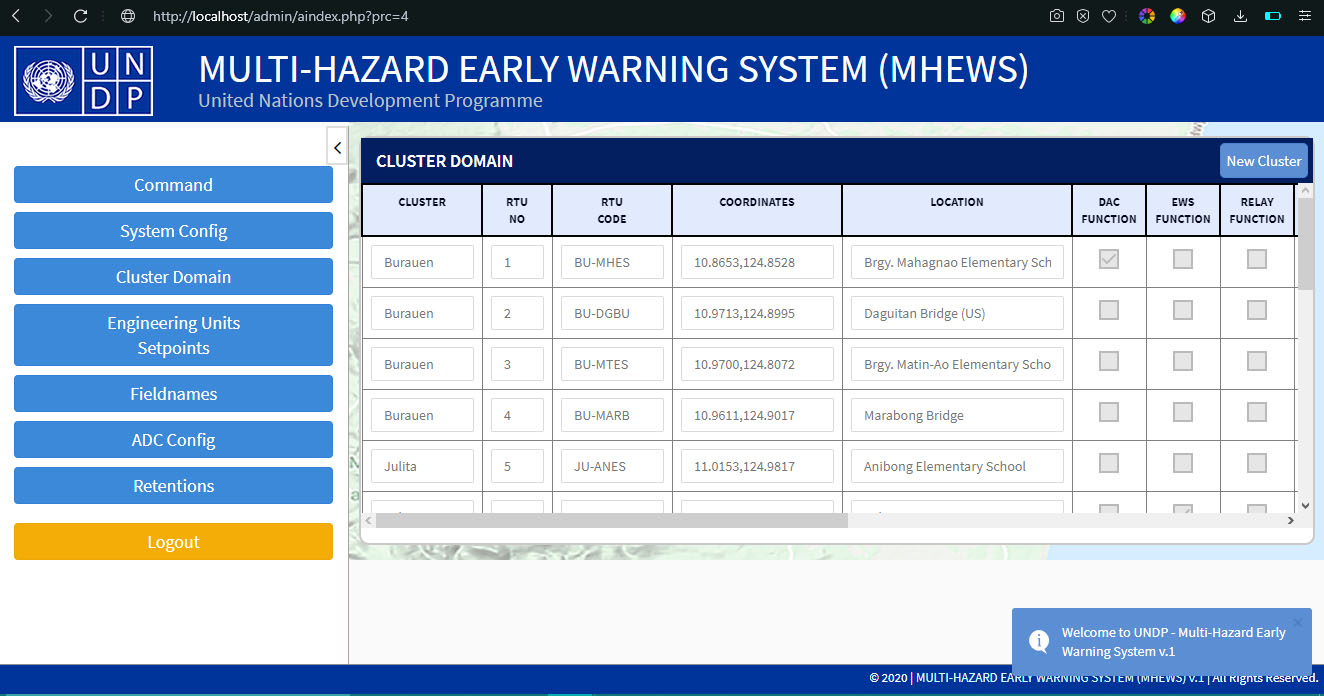 http://localhost/admin/aindex.php?prc=4
UN
DP
MULTI-HAZARD EARLY WARNING SYSTEM (MHEWS)
United Nations Development Programme
Command
System Config
Cluster Domain
Engineering Units
Setpoints
Fieldnames
ADC Config
Retentions
Logout
CLUSTER DOMAIN
New Cluster
CLUSTER RTU NO RTU CODE COORDINATES LOCATION DAC FUNCTION EWS FUNCTION RELAY FUNCTION
Burauen 1 BU-MHES 10.8653,124.8528 Brgy. Mahagnao Elementary Sch
Burauen 2 BU-DGBU 10.9713,124.8995 Daguitan Bridge (US)
Burauen 3 BU-MTES 10.9700,124.8072 Brgy. Matin-Ao Elementary Scho
Burauen 4 BU-MARB 10.9611,124.9017 Marabong Bridge
Julita 5 JU-ANES 11.0153,124.9817 Anibong Elementary School
Welcome to UNDP - Multi-Hazard Early
Warning System v.1
© 2020 | MULTI-HAZARD EARLY WARNING SYSTEM (MHEWS) v.1 | All Rights Reserved.